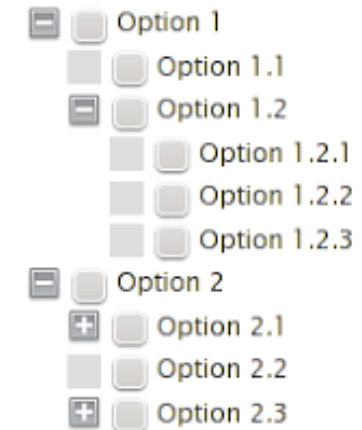 Option 1
Option 1.1
Option 1.2
Option 1.2.1
Option 1.2.2
Option 1.2.3
Option 2
Option 2.1
Option 2.2
Option 2.3